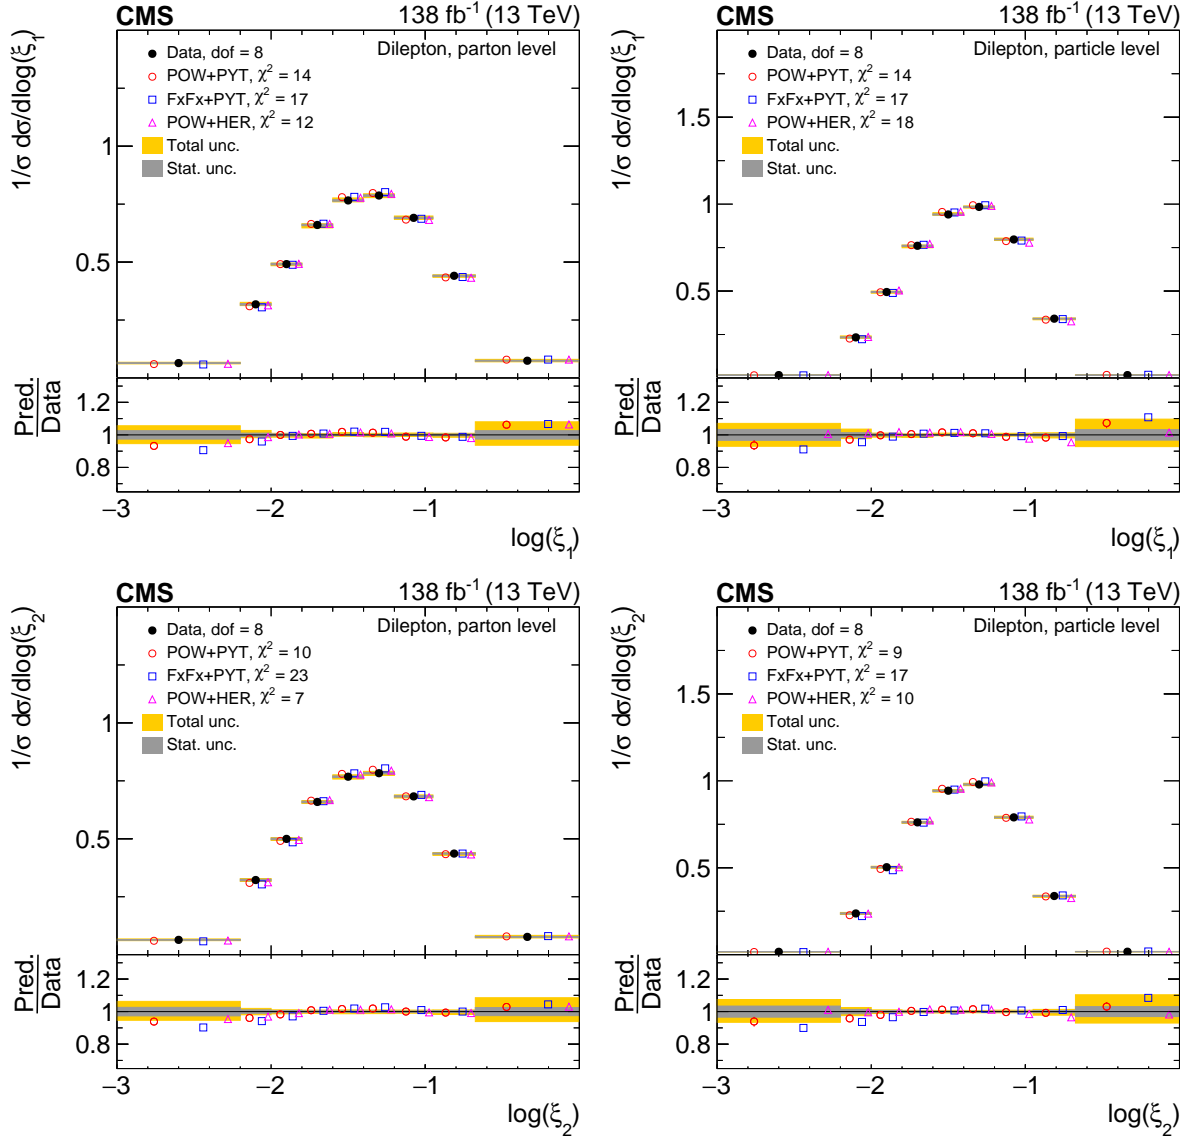 CMS 138 fb⁻¹ (13 TeV)
1/σ dσ/dlog(ξ₁)
Dilepton, parton level
Data, dof = 8
POW+PYT, χ² = 14
FxFx+PYT, χ² = 17
POW+HER, χ² = 12
Total unc.
Stat. unc.
1
0.5
Pred.
Data
1.2
1
0.8
−3 −2 −1
log(ξ₁)
CMS 138 fb⁻¹ (13 TeV)
1/σ dσ/dlog(ξ₁)
Dilepton, particle level
Data, dof = 8
POW+PYT, χ² = 14
FxFx+PYT, χ² = 17
POW+HER, χ² = 18
Total unc.
Stat. unc.
1.5
1
0.5
Pred.
Data
1.2
1
0.8
−3 −2 −1
log(ξ₁)
CMS 138 fb⁻¹ (13 TeV)
1/σ dσ/dlog(ξ₂)
Dilepton, parton level
Data, dof = 8
POW+PYT, χ² = 10
FxFx+PYT, χ² = 23
POW+HER, χ² = 7
Total unc.
Stat. unc.
1
0.5
Pred.
Data
1.2
1
0.8
−3 −2 −1
log(ξ₂)
CMS 138 fb⁻¹ (13 TeV)
1/σ dσ/dlog(ξ₂)
Dilepton, particle level
Data, dof = 8
POW+PYT, χ² = 9
FxFx+PYT, χ² = 17
POW+HER, χ² = 10
Total unc.
Stat. unc.
1.5
1
0.5
Pred.
Data
1.2
1
0.8
−3 −2 −1
log(ξ₂)